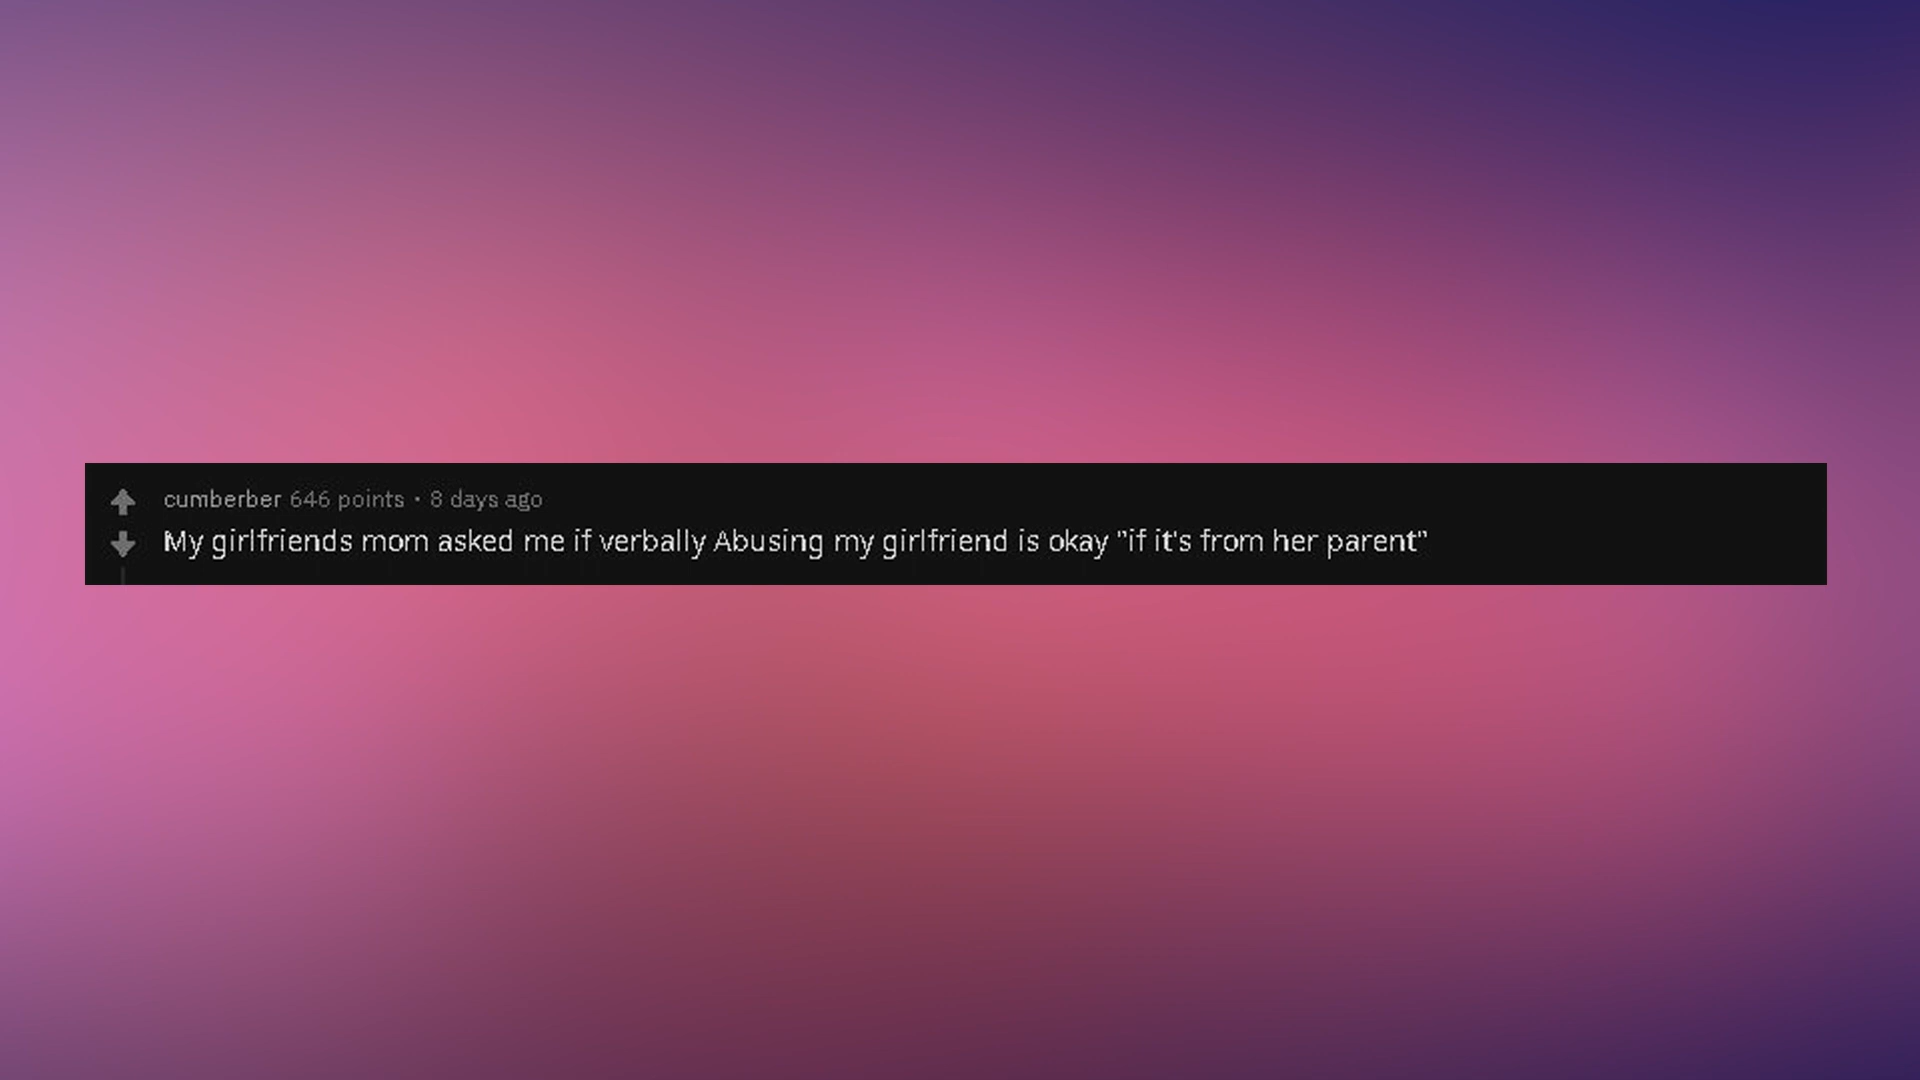 cumberber 646 points · 8 days ago
My girlfriends mom asked me if verbally Abusing my girlfriend is okay "if it's from her parent"